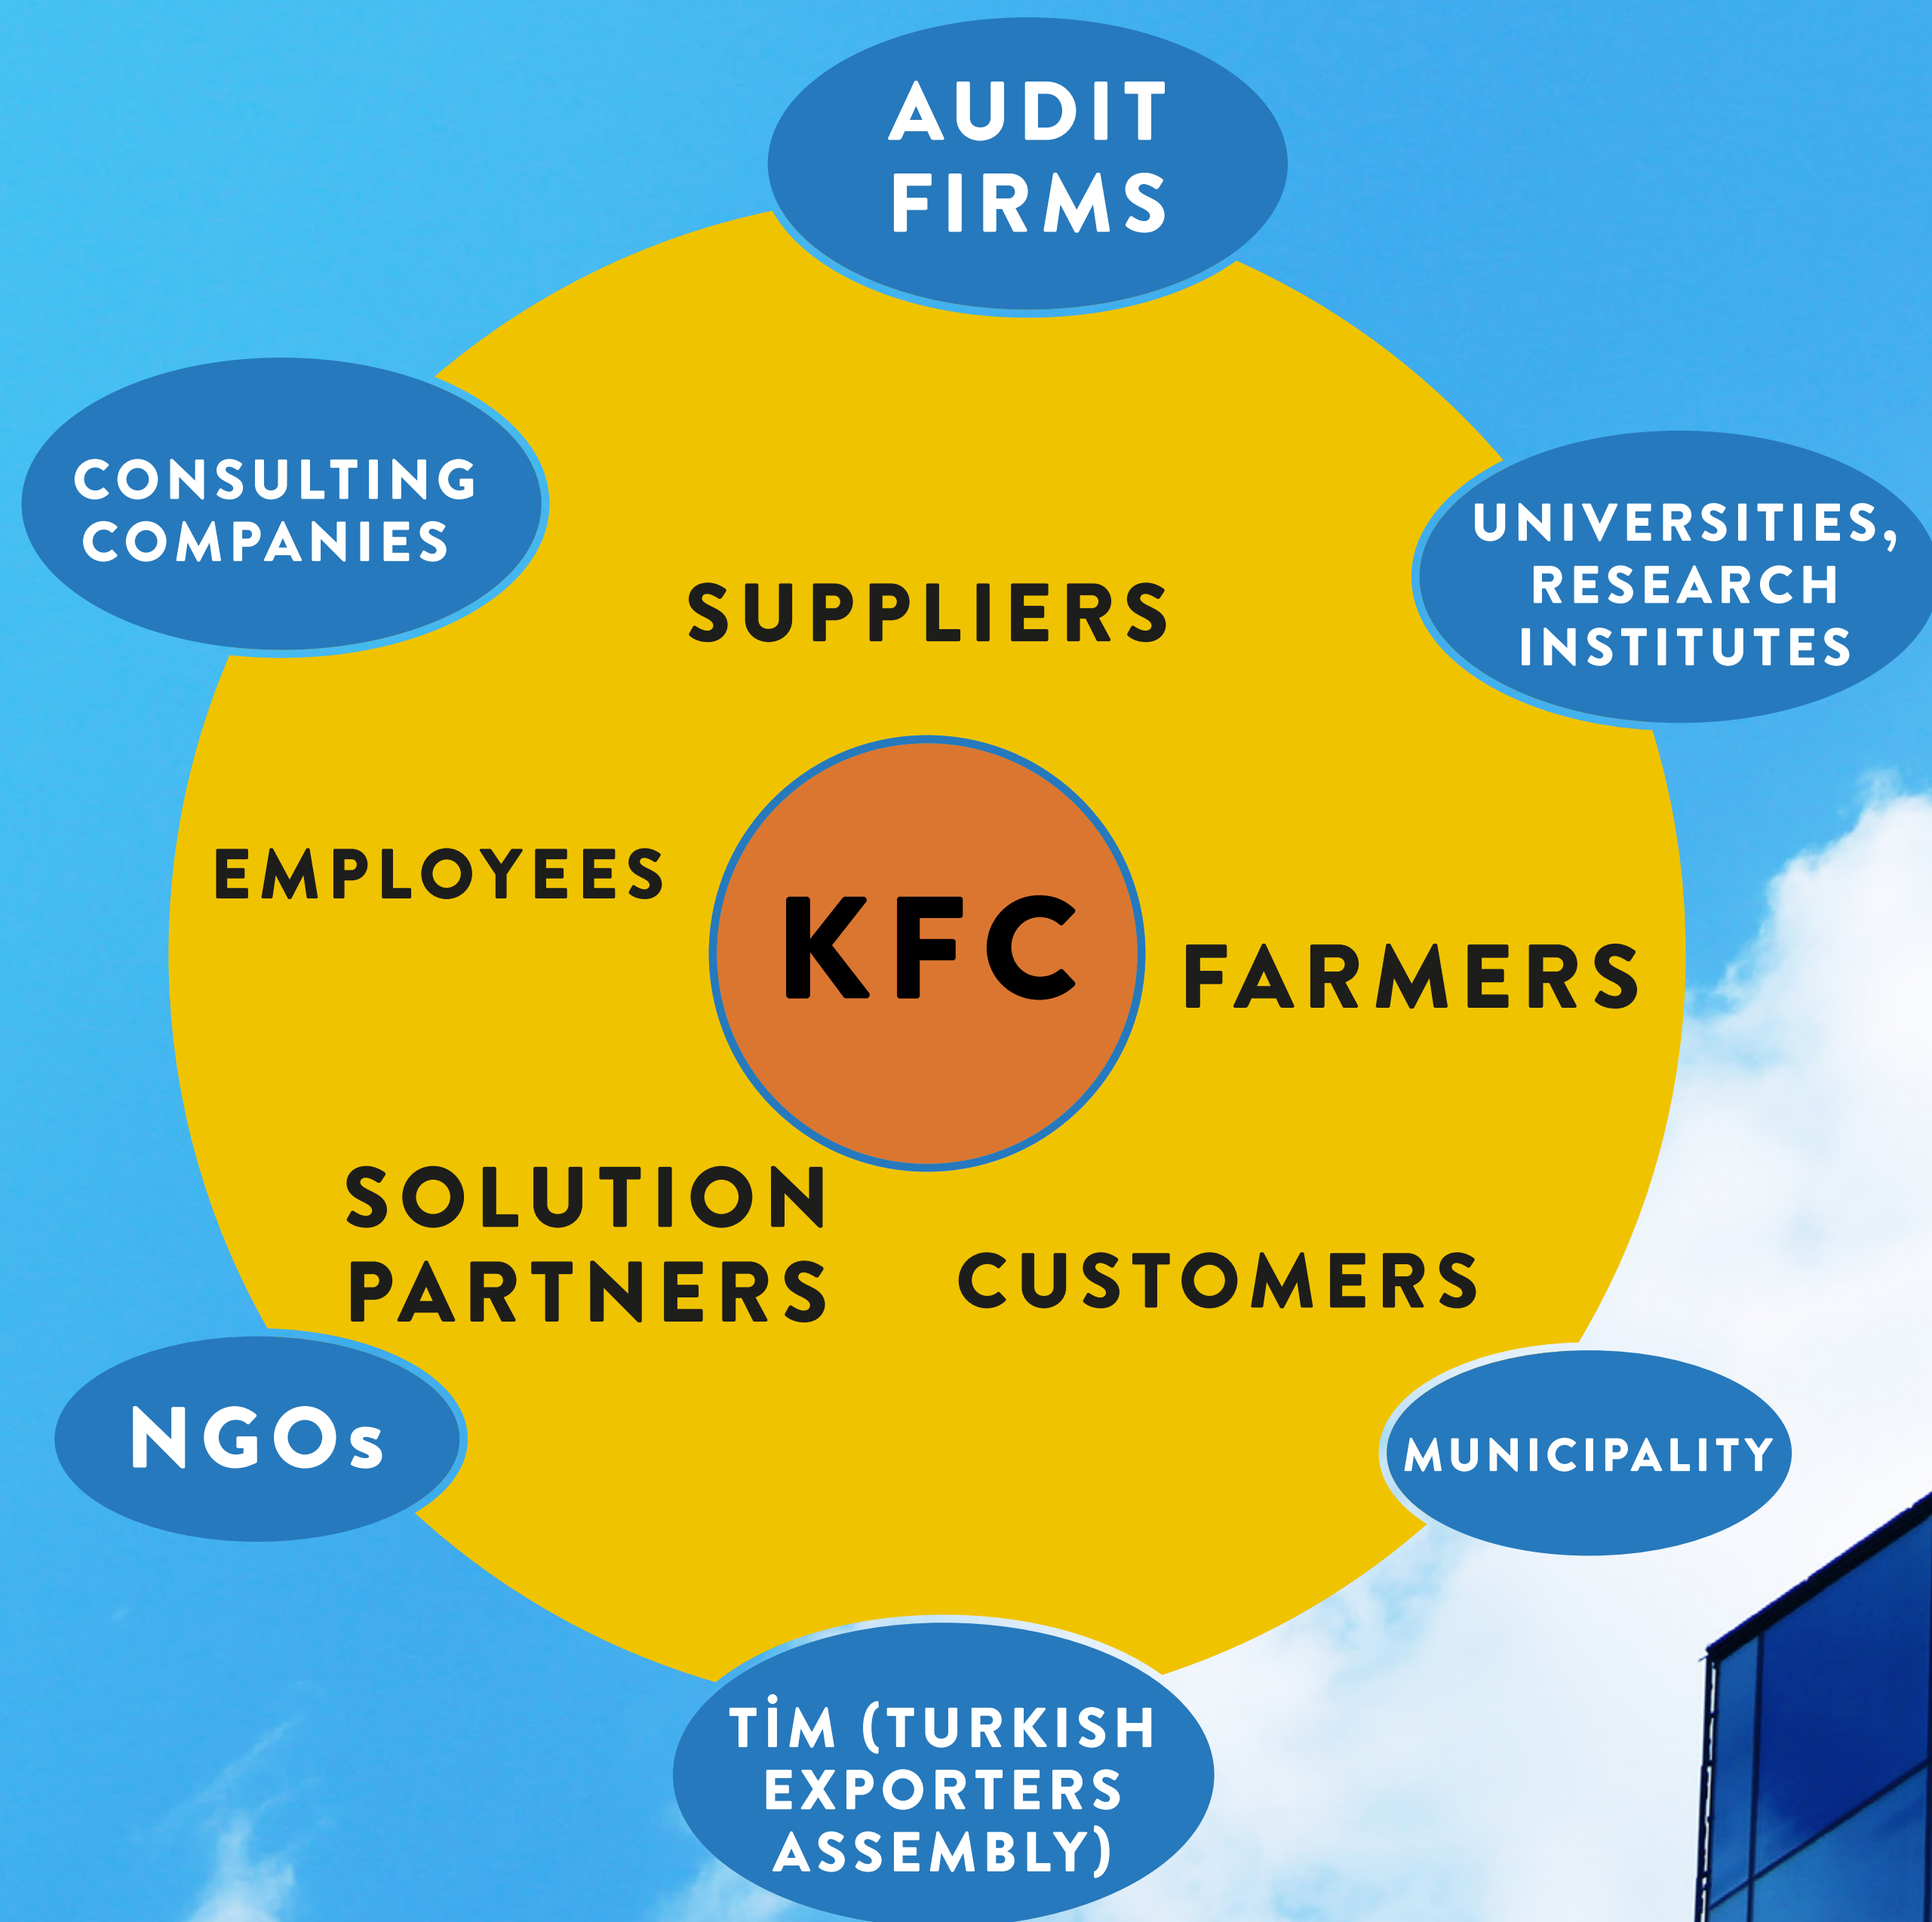 AUDIT
FIRMS
CONSULTING
COMPANIES
UNIVERSITIES,
RESEARCH
INSTITUTES
SUPPLIERS
EMPLOYEES
KFC
FARMERS
SOLUTION
PARTNERS
CUSTOMERS
NGOs
MUNICIPALITY
TİM (TURKISH
EXPORTERS
ASSEMBLY)